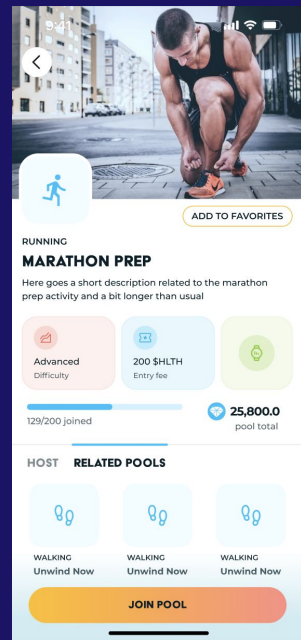 9:41
ADD TO FAVORITES
RUNNING
MARATHON PREP
Here goes a short description related to the marathon
prep activity and a bit longer than usual
Advanced
Difficulty
200 $HLTH
Entry fee
129/200 joined
25,800.0
pool total
HOST RELATED POOLS
WALKING WALKING WALKING
Unwind Now Unwind Now Unwind Now
JOIN POOL